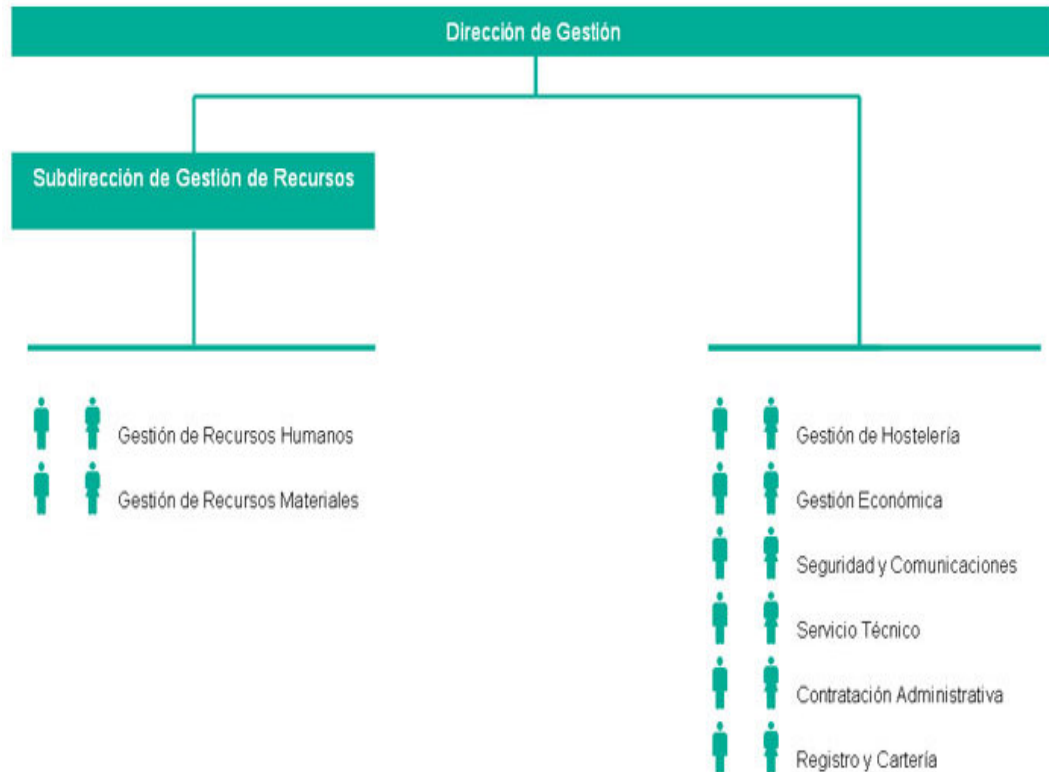 Dirección de Gestión
Subdirección de Gestión de Recursos
Gestión de Recursos Humanos
Gestión de Recursos Materiales
Gestión de Hostelería
Gestión Económica
Seguridad y Comunicaciones
Servicio Técnico
Contratación Administrativa
Registro y Cartería